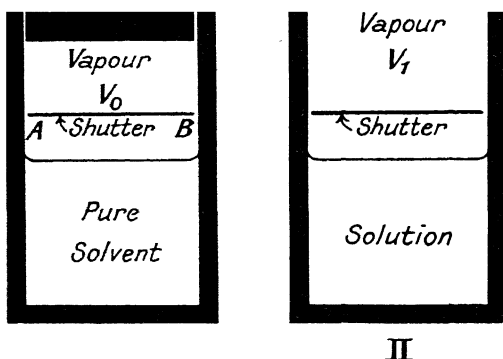 Vapour
V₀
A Shutter B
Pure
Solvent
Vapour
V₁
Shutter
Solution
II